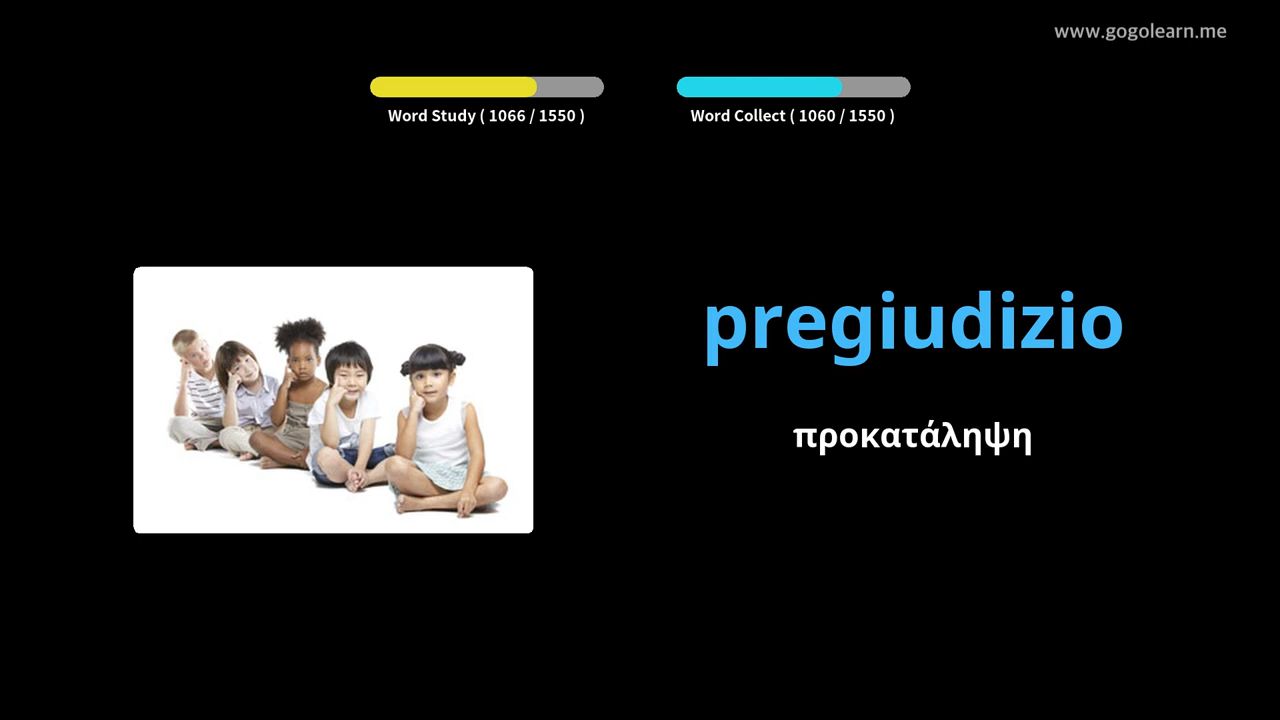 www.gogolearn.me
Word Study ( 1066 / 1550 )
Word Collect ( 1060 / 1550 )
pregiudizio
προκατάληψη